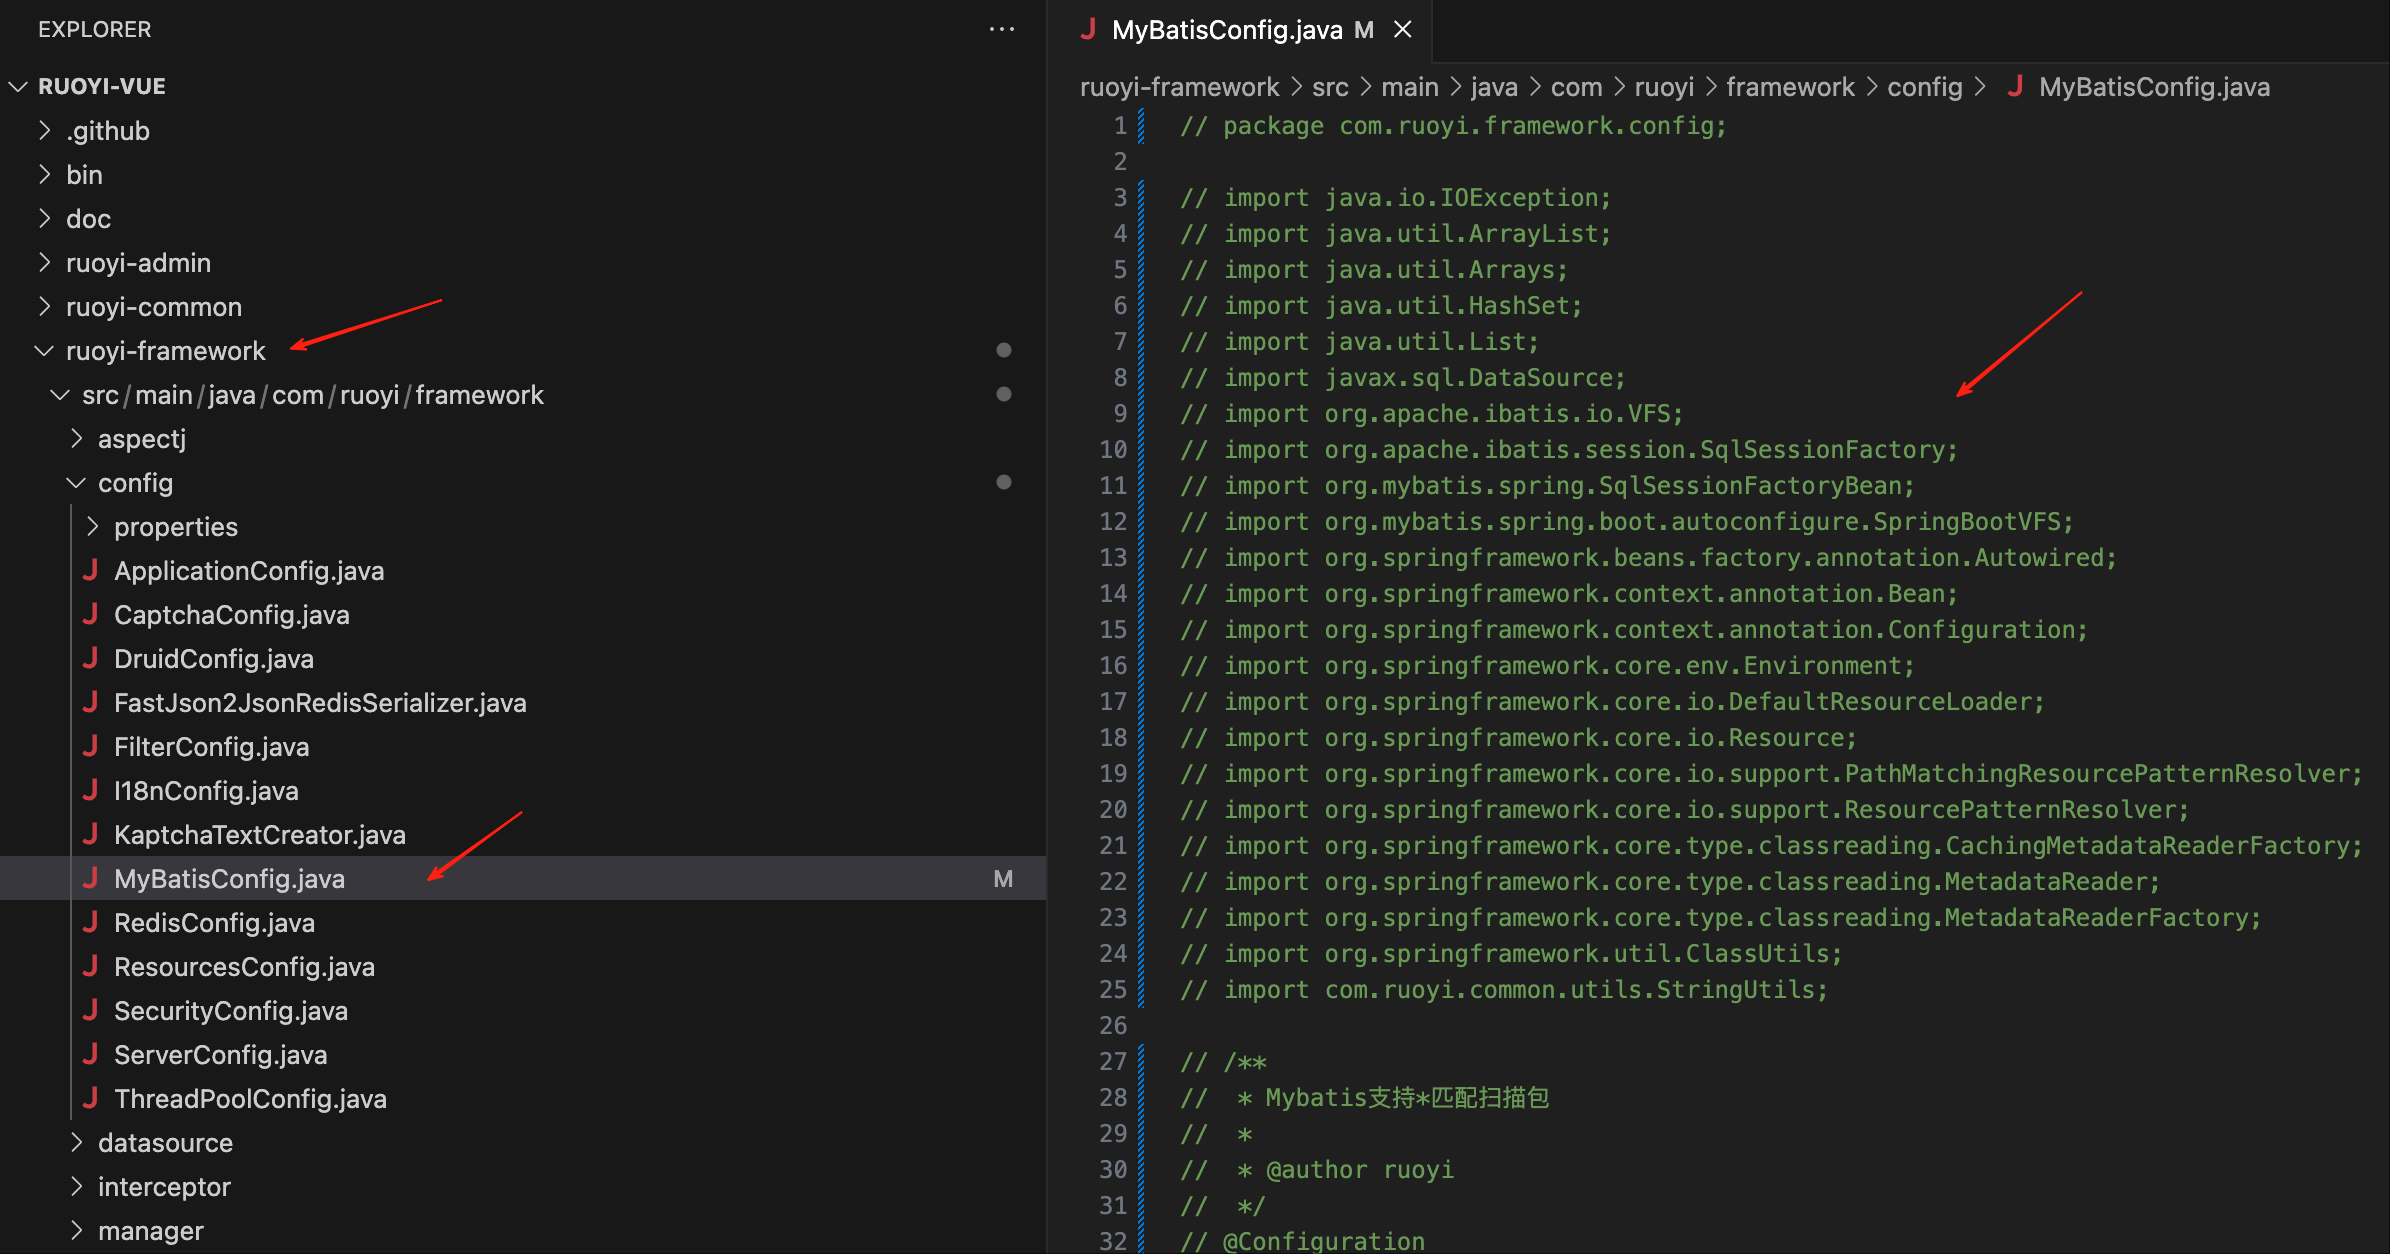 EXPLORER
RUOYI-VUE
.github
bin
doc
ruoyi-admin
ruoyi-common
ruoyi-framework
src/main/java/com/ruoyi/framework
aspectj
config
properties
ApplicationConfig.java
CaptchaConfig.java
DruidConfig.java
FastJson2JsonRedisSerializer.java
FilterConfig.java
I18nConfig.java
KaptchaTextCreator.java
MyBatisConfig.java M
RedisConfig.java
ResourcesConfig.java
SecurityConfig.java
ServerConfig.java
ThreadPoolConfig.java
datasource
interceptor
manager
MyBatisConfig.java M
ruoyi-framework > src > main > java > com > ruoyi > framework > config > MyBatisConfig.java
1 // package com.ruoyi.framework.config;
2
3 // import java.io.IOException;
4 // import java.util.ArrayList;
5 // import java.util.Arrays;
6 // import java.util.HashSet;
7 // import java.util.List;
8 // import javax.sql.DataSource;
9 // import org.apache.ibatis.io.VFS;
10 // import org.apache.ibatis.session.SqlSessionFactory;
11 // import org.mybatis.spring.SqlSessionFactoryBean;
12 // import org.mybatis.spring.boot.autoconfigure.SpringBootVFS;
13 // import org.springframework.beans.factory.annotation.Autowired;
14 // import org.springframework.context.annotation.Bean;
15 // import org.springframework.context.annotation.Configuration;
16 // import org.springframework.core.env.Environment;
17 // import org.springframework.core.io.DefaultResourceLoader;
18 // import org.springframework.core.io.Resource;
19 // import org.springframework.core.io.support.PathMatchingResourcePatternResolver;
20 // import org.springframework.core.io.support.ResourcePatternResolver;
21 // import org.springframework.core.type.classreading.CachingMetadataReaderFactory;
22 // import org.springframework.core.type.classreading.MetadataReader;
23 // import org.springframework.core.type.classreading.MetadataReaderFactory;
24 // import org.springframework.util.ClassUtils;
25 // import com.ruoyi.common.utils.StringUtils;
26
27 // /**
28 //  * Mybatis支持*匹配扫描包
29 //  *
30 //  * @author ruoyi
31 //  */
32 // @Configuration